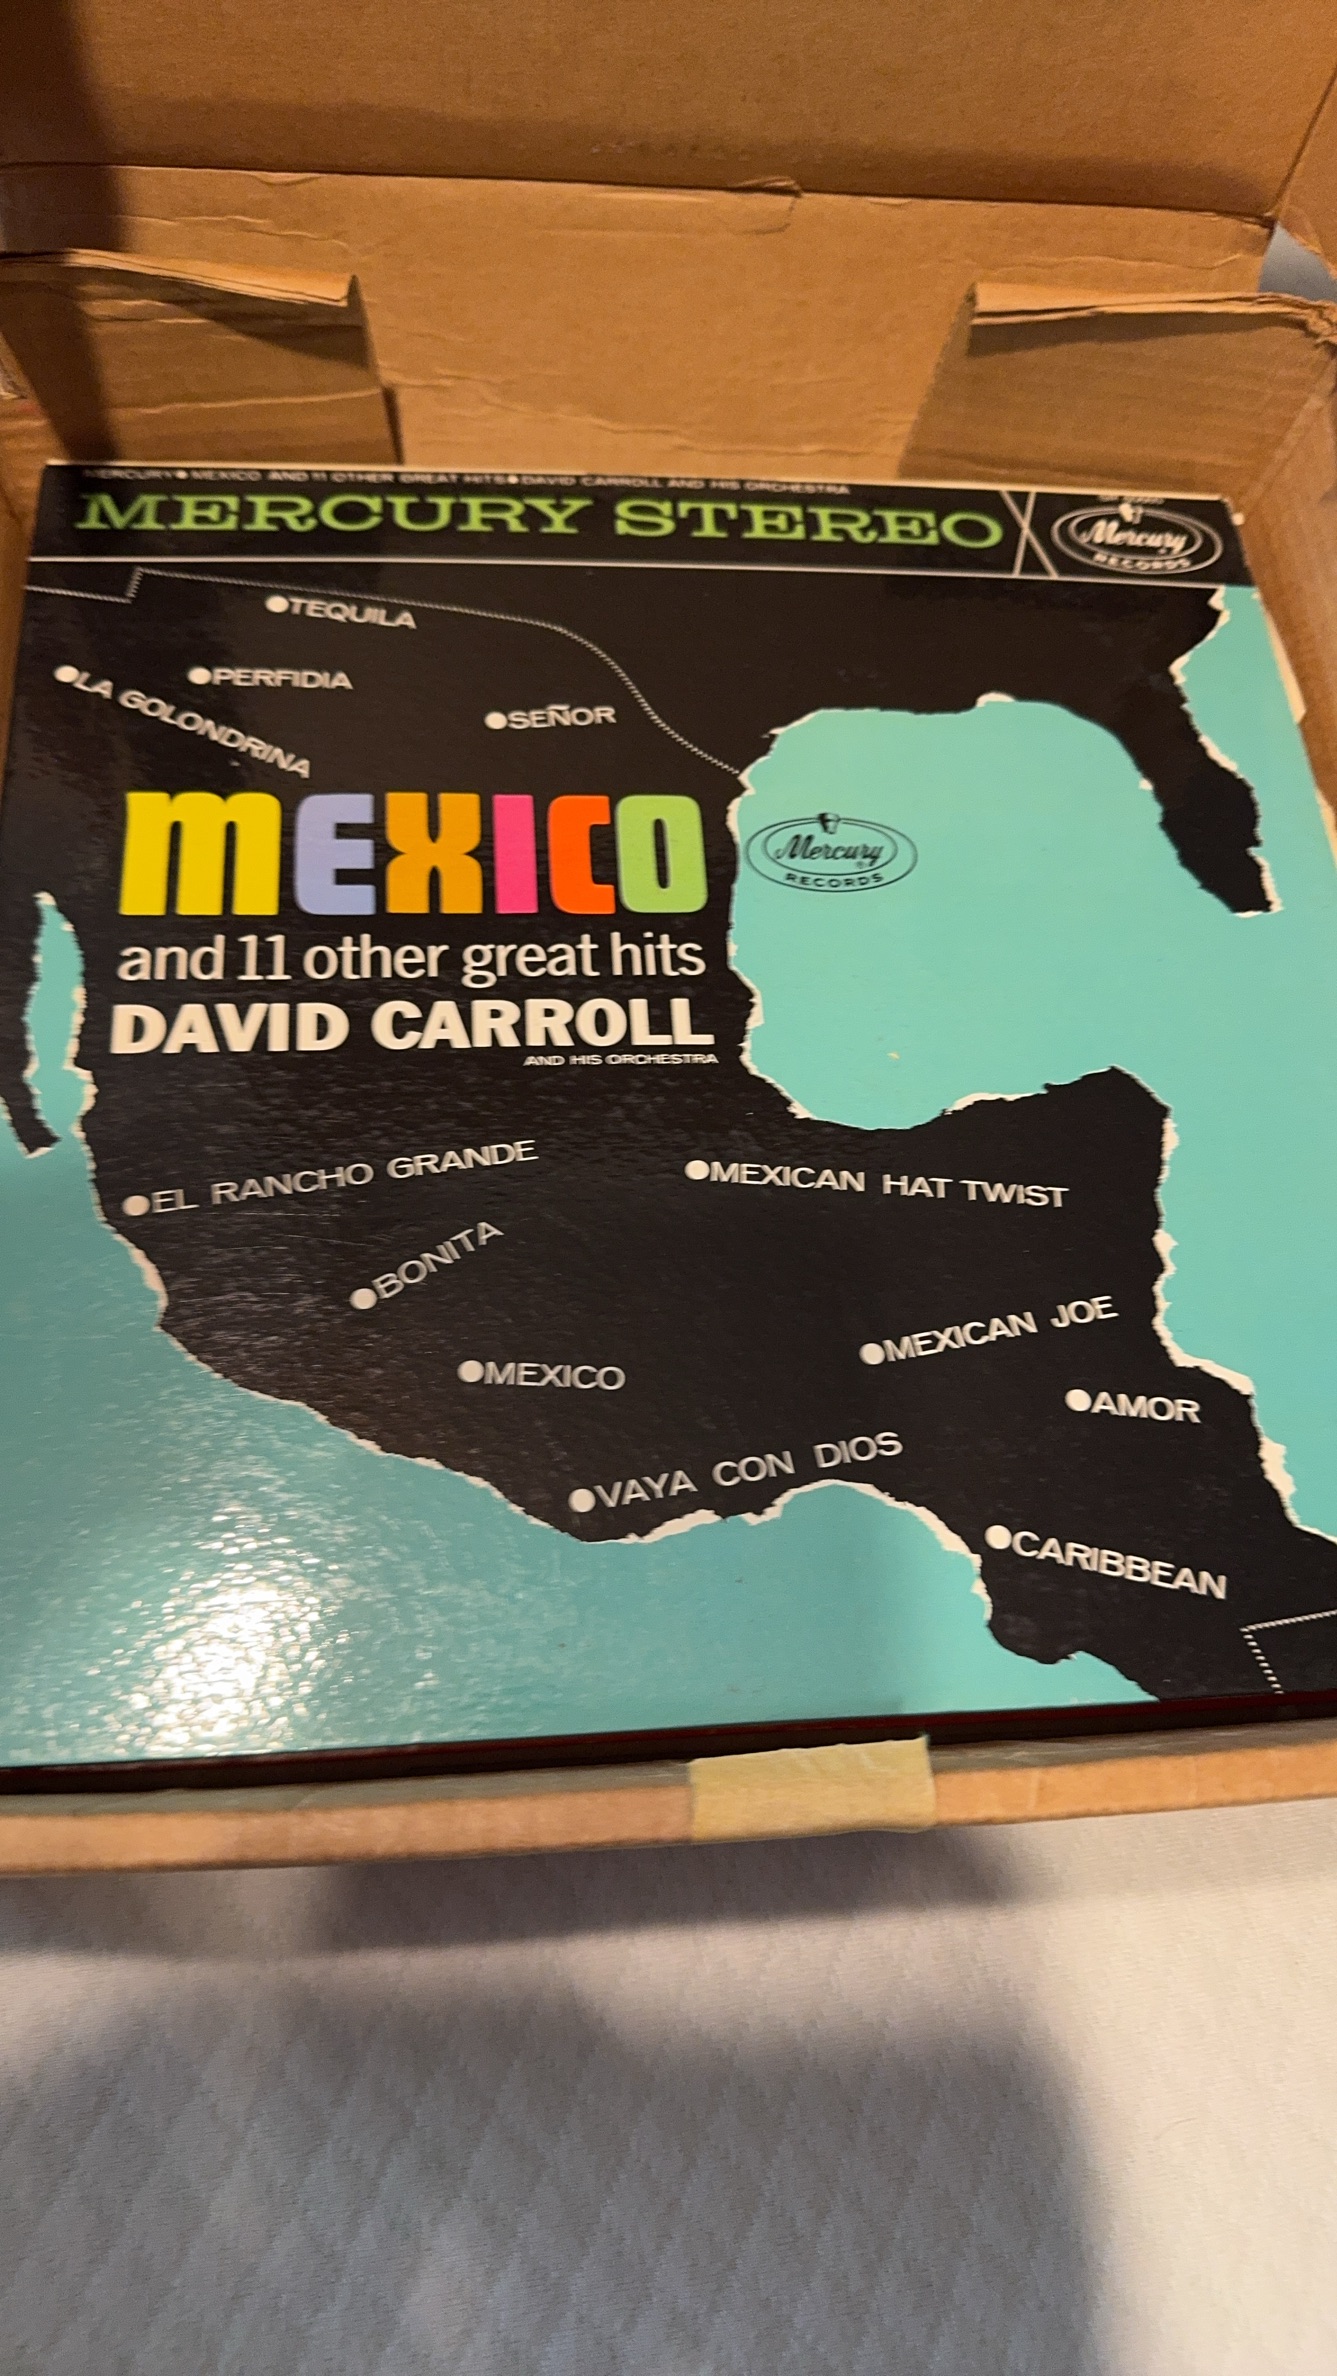 MERCURY ● MEXICO AND 11 OTHER GREAT HITS ● DAVID CARROLL AND HIS ORCHESTRA
MERCURY STEREO
Mercury
RECORDS
●TEQUILA
●LA GOLONDRINA
●PERFIDIA
●SEÑOR
MEXICO
and 11 other great hits
DAVID CARROLL
AND HIS ORCHESTRA
Mercury
RECORDS
●EL RANCHO GRANDE
●MEXICAN HAT TWIST
●BONITA
●MEXICO
●MEXICAN JOE
●AMOR
●VAYA CON DIOS
●CARIBBEAN